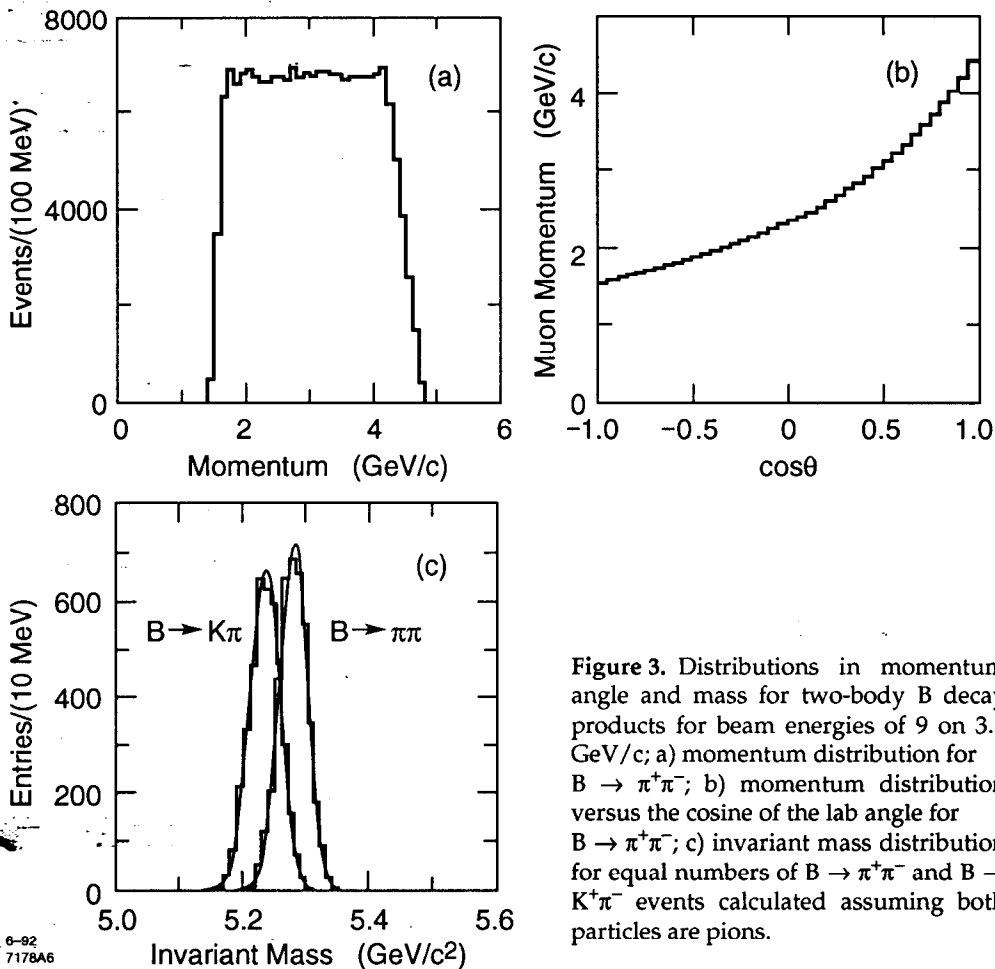 8000
4000
0
Events/(100 MeV)
0 2 4 6
Momentum (GeV/c)
(a)
4
2
0
Muon Momentum (GeV/c)
−1.0 −0.5 0 0.5 1.0
cosθ
(b)
800
600
400
200
0
Entries/(10 MeV)
5.0 5.2 5.4 5.6
Invariant Mass (GeV/c²)
(c)
B → Kπ
B → ππ
6–92
7178A6
Figure 3. Distributions in momentum
angle and mass for two-body B decay
products for beam energies of 9 on 3.
GeV/c; a) momentum distribution for
B → π⁺π⁻; b) momentum distribution
versus the cosine of the lab angle for
B → π⁺π⁻; c) invariant mass distribution
for equal numbers of B → π⁺π⁻ and B –
K⁺π⁻ events calculated assuming both
particles are pions.